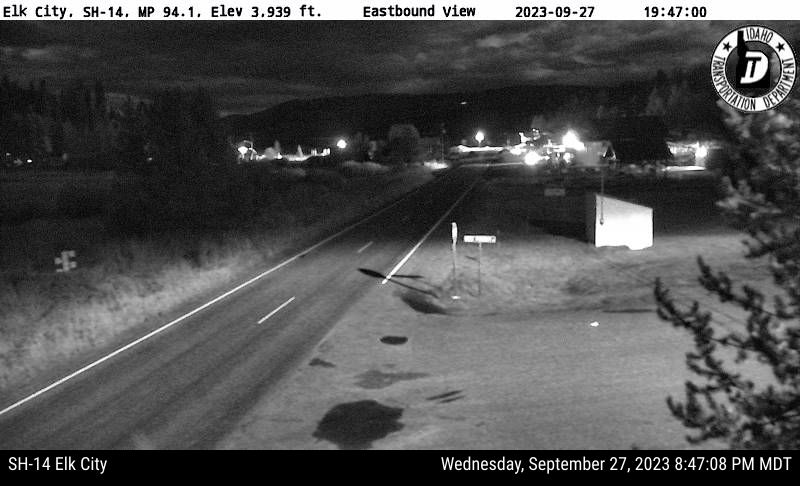 Elk City, SH-14, MP 94.1, Elev 3,939 ft. Eastbound View 2023-09-27 19:47:00
IDAHO
TRANSPORTATION DEPARTMENT
SH-14 Elk City Wednesday, September 27, 2023 8:47:08 PM MDT